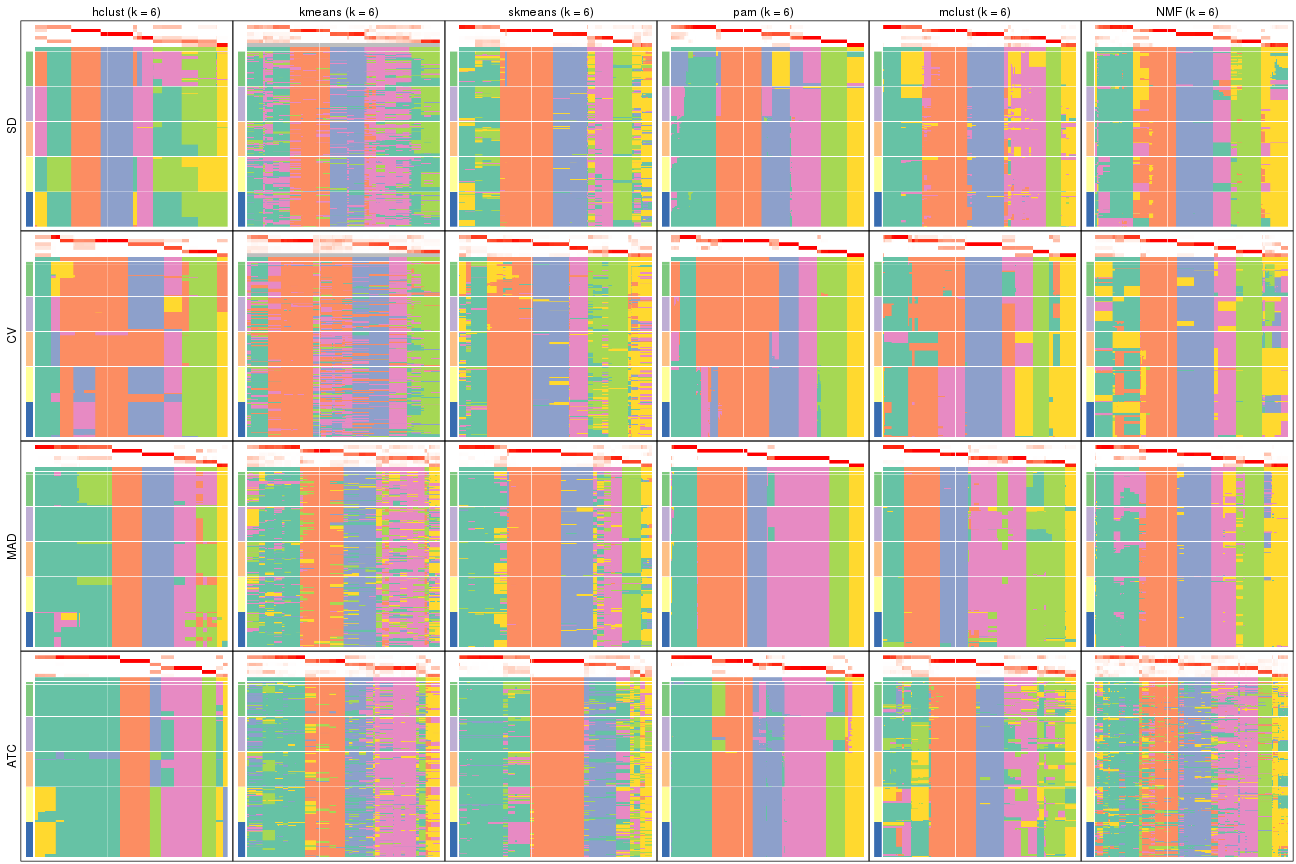 hclust (k = 6)
kmeans (k = 6)
skmeans (k = 6)
pam (k = 6)
mclust (k = 6)
NMF (k = 6)
SD
CV
MAD
ATC